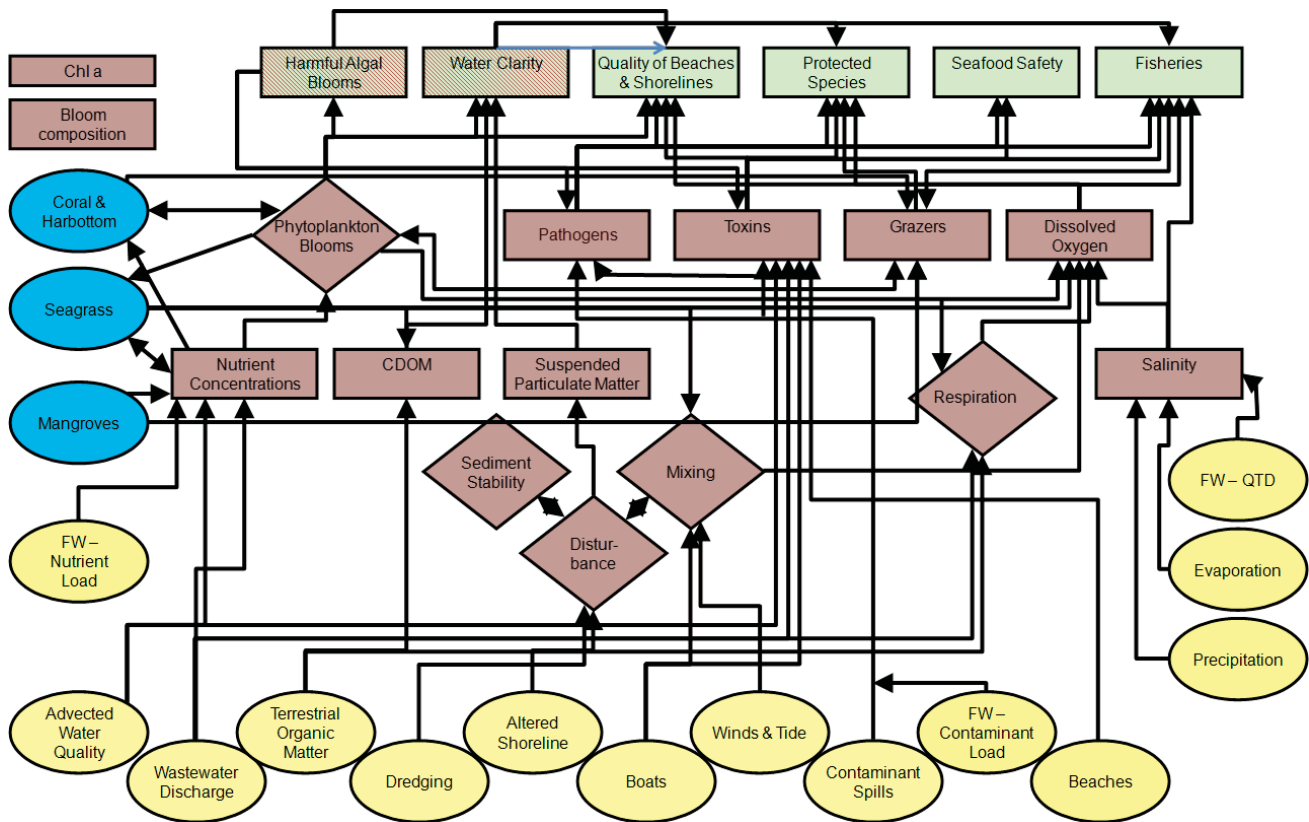 Chl a
Bloom
composition
Harmful Algal
Blooms
Water Clarity
Quality of Beaches
& Shorelines
Protected
Species
Seafood Safety
Fisheries
Coral &
Harbottom
Phytoplankton
Blooms
Pathogens
Toxins
Grazers
Dissolved
Oxygen
Seagrass
Nutrient
Concentrations
CDOM
Suspended
Particulate Matter
Respiration
Salinity
Mangroves
Sediment
Stability
Mixing
FW – QTD
FW –
Nutrient
Load
Distur-
bance
Evaporation
Precipitation
Advected
Water
Quality
Wastewater
Discharge
Terrestrial
Organic
Matter
Dredging
Altered
Shoreline
Boats
Winds & Tide
Contaminant
Spills
FW –
Contaminant
Load
Beaches